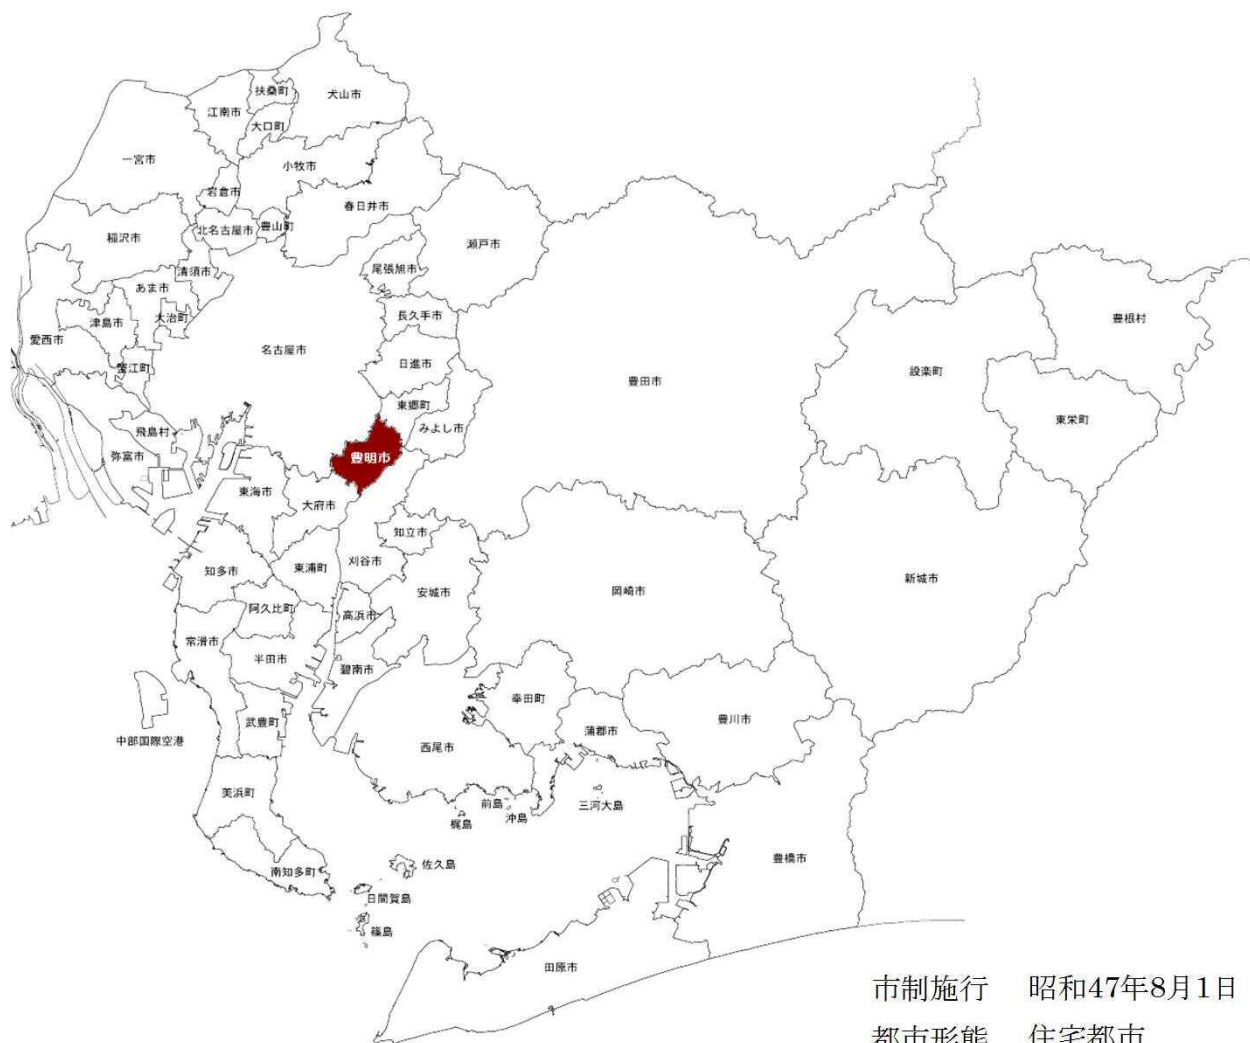 扶桑町
犬山市
江南市
大口町
一宮市
小牧市
岩倉市
春日井市
稲沢市
北名古屋市
豊山町
瀬戸市
清須市
尾張旭市
あま市
津島市
大治町
長久手市
豊根村
愛西市
名古屋市
蟹江町
日進市
設楽町
豊田市
東郷町
東栄町
飛島村
みよし市
弥富市
豊明市
東海市
大府市
知立市
知多市
東浦町
刈谷市
新城市
阿久比町
高浜市
安城市
岡崎市
常滑市
半田市
碧南市
幸田町
武豊町
豊川市
中部国際空港
西尾市
蒲郡市
美浜町
前島
沖島
三河大島
梶島
南知多町
佐久島
豊橋市
日間賀島
篠島
田原市
市制施行 昭和47年8月1日
都市形態 住宅都市